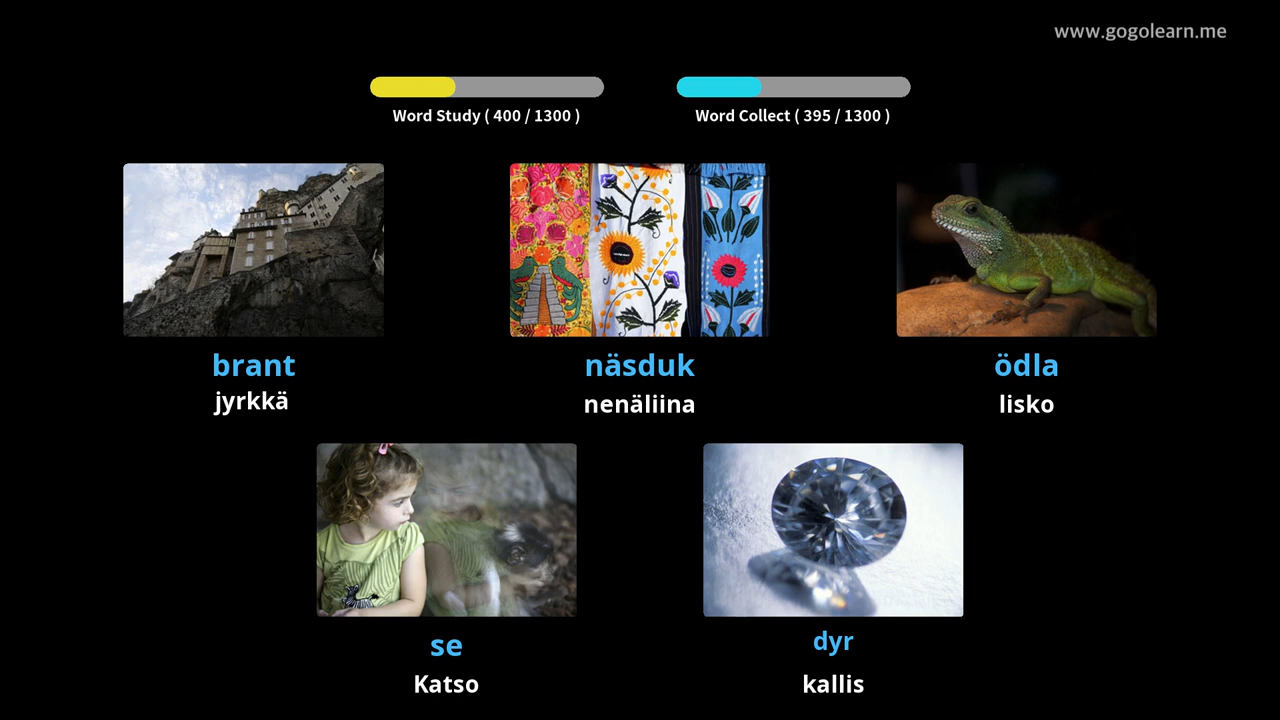 www.gogolearn.me
Word Study ( 400 / 1300 )
Word Collect ( 395 / 1300 )
brant
jyrkkä
näsduk
nenäliina
ödla
lisko
se
Katso
dyr
kallis